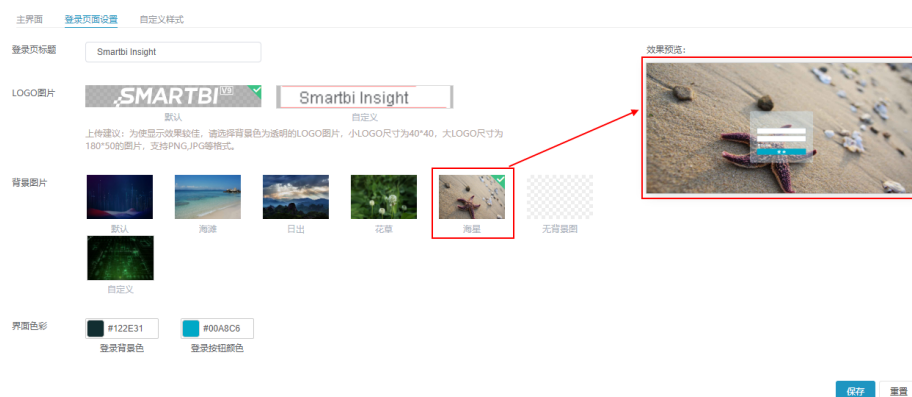 主界面 登录页面设置 自定义样式
登录页标题 Smartbi Insight
效果预览：
LOGO图片 SMARTBI V9 Smartbi Insight
默认 自定义
上传建议：为使显示效果较佳，请选择背景色为透明的LOGO图片，小LOGO尺寸为40*40，大LOGO尺寸为
180*50的图片，支持PNG,JPG等格式。
背景图片
默认 海滩 日出 花草 海星 无背景图
自定义
界面色彩 #122E31 #00A8C6
登录背景色 登录按钮颜色
保存 重置